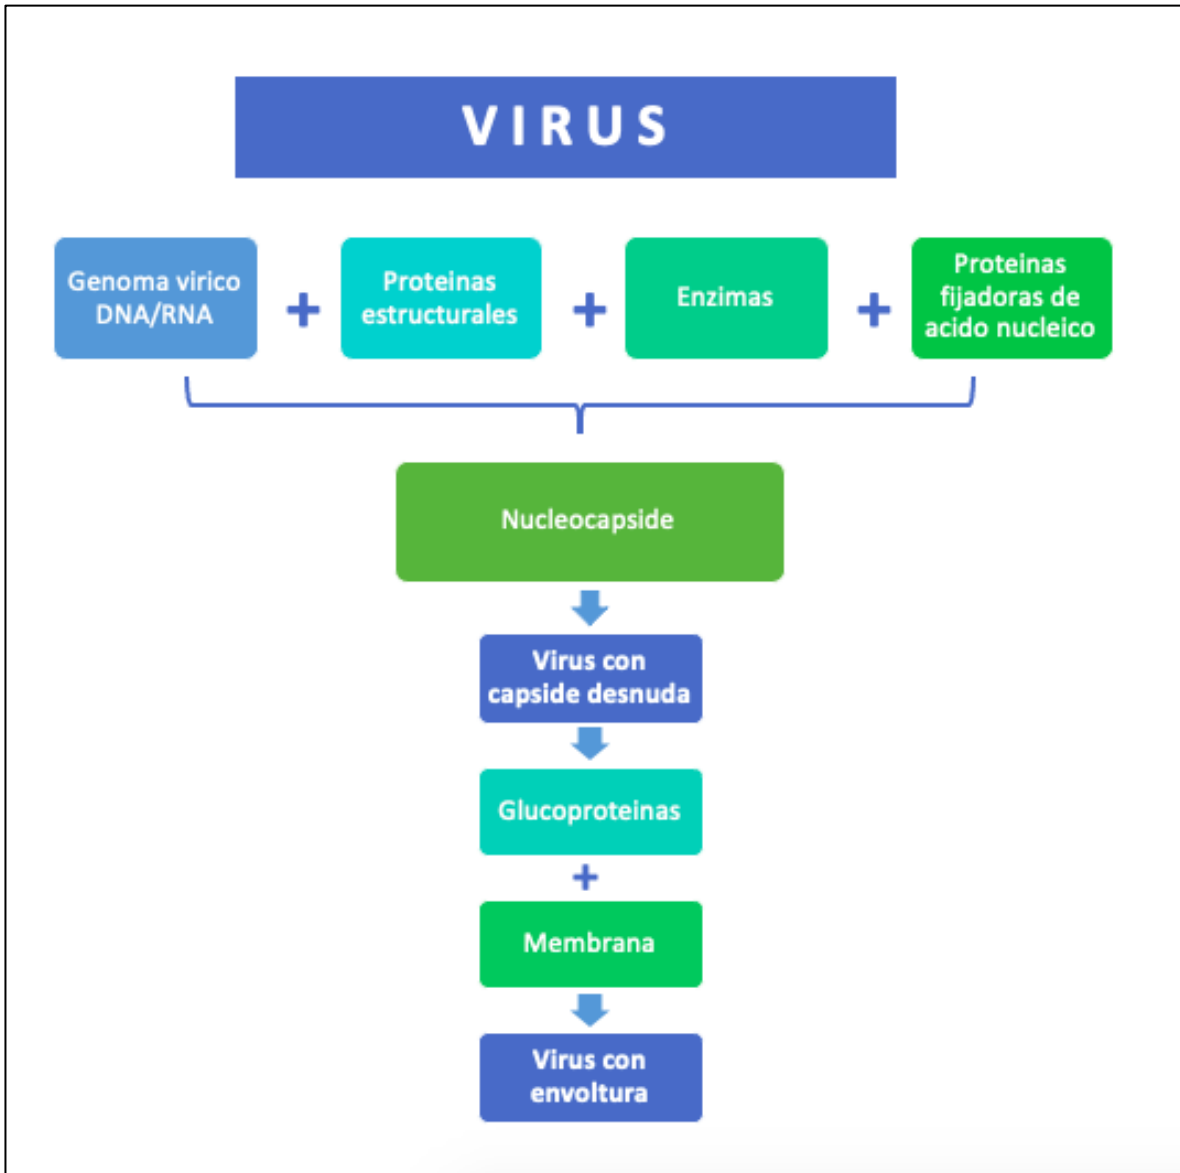 VIRUS
Genoma virico
DNA/RNA
+
Proteinas
estructurales
+
Enzimas
+
Proteinas
fijadoras de
acido nucleico
Nucleocapside
Virus con
capside desnuda
Glucoproteinas
+
Membrana
Virus con
envoltura